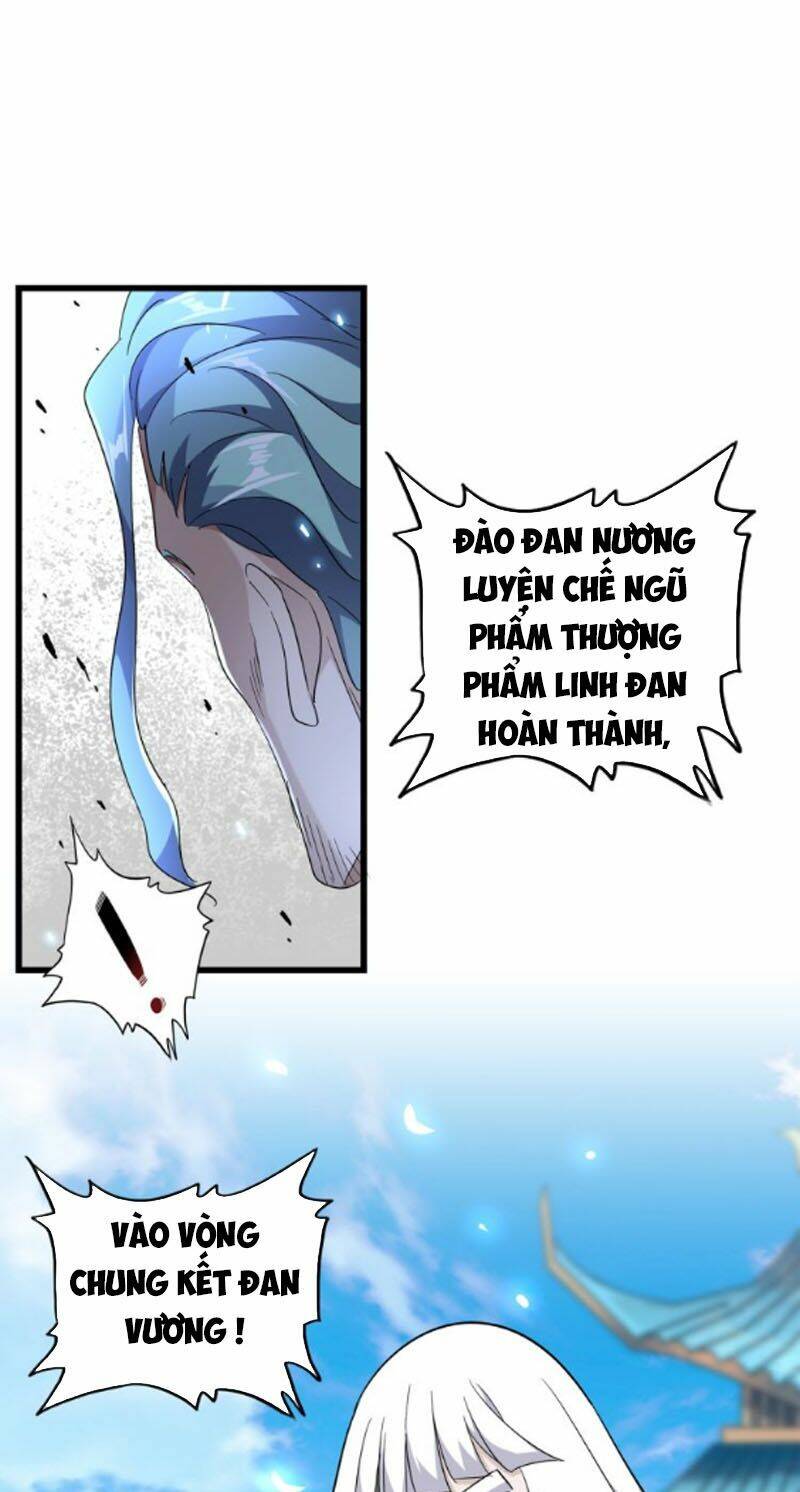 ĐÀO ĐAN NƯƠNG
LUYỆN CHẾ NGŨ
PHẨM THƯỢNG
PHẨM LINH ĐAN
HOÀN THÀNH,
!
VÀO VÒNG
CHUNG KẾT ĐAN
VƯƠNG !